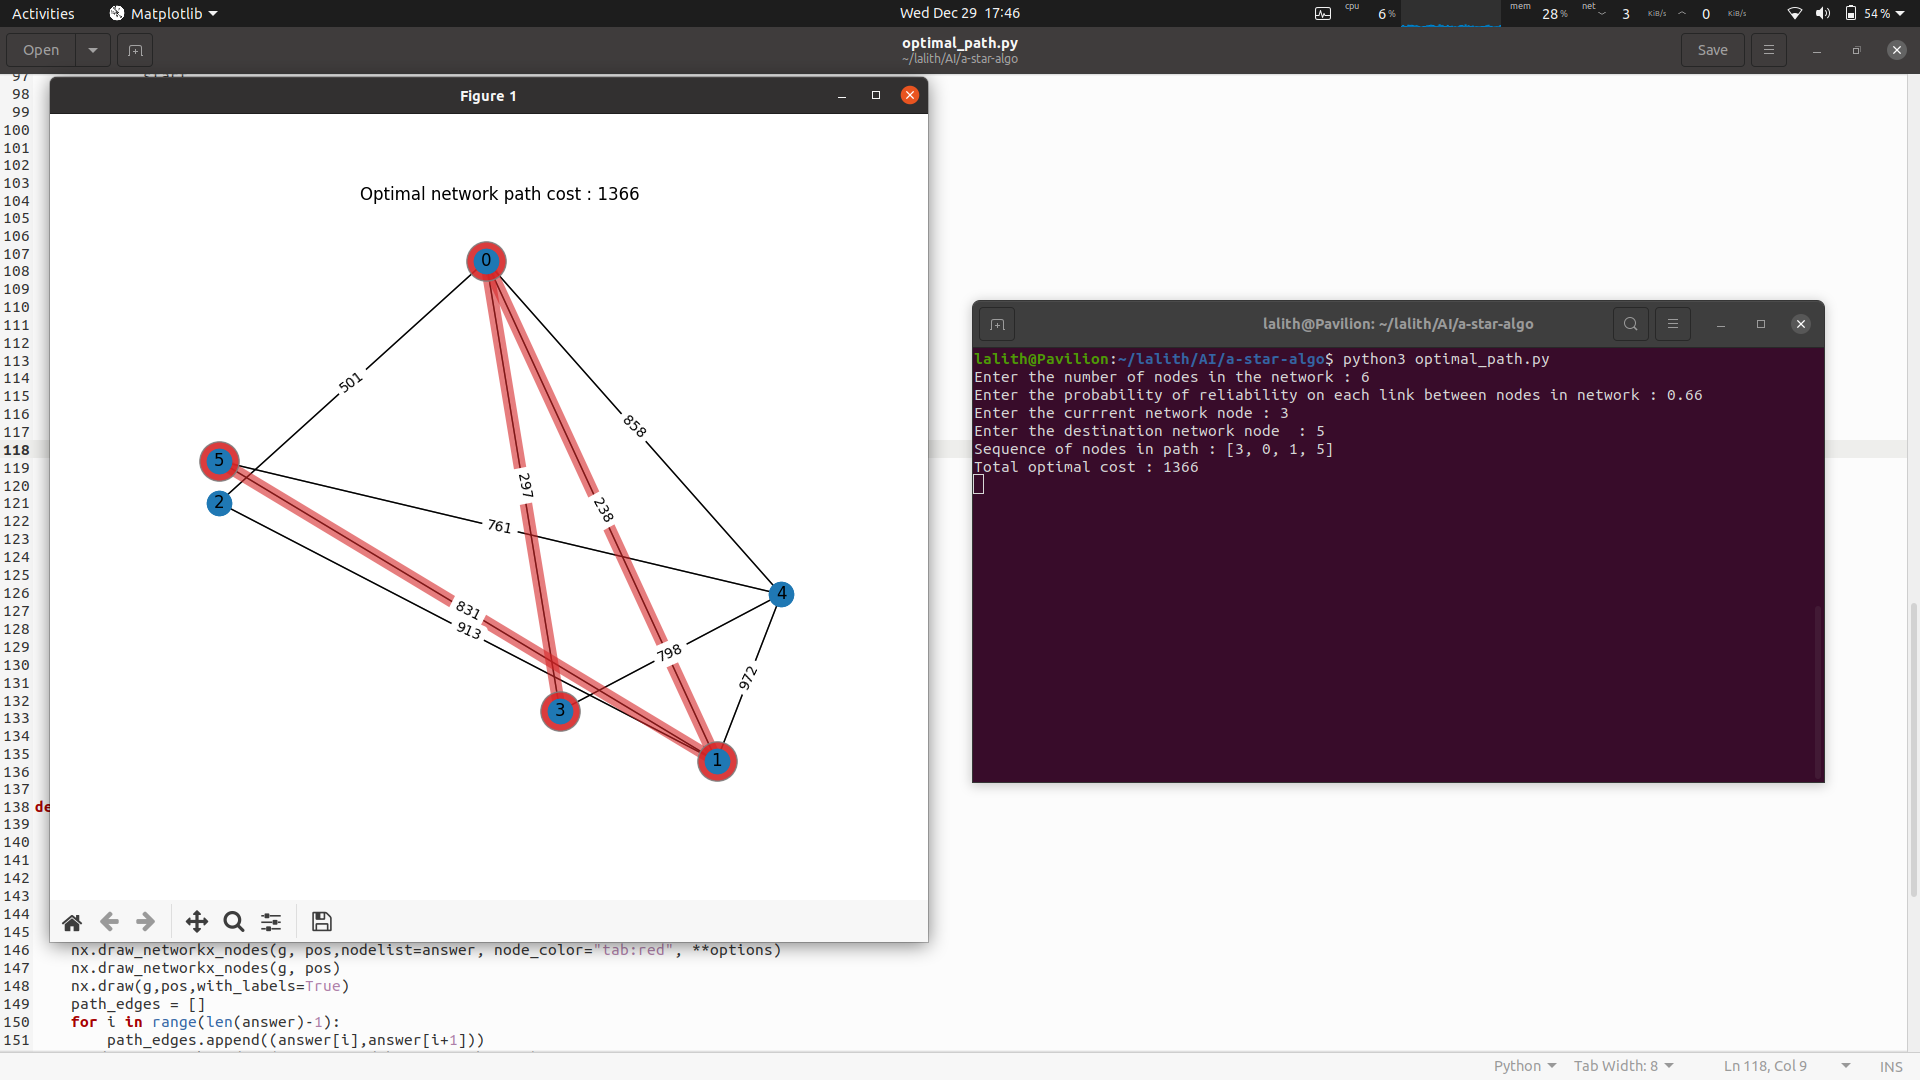 Activities
Matplotlib
Wed Dec 29 17:46
cpu
6 %
mem
28 %
net
3
KiB/s
0
KiB/s
54 %
Open
optimal_path.py
~/lalith/AI/a-star-algo
Save
97
98
99
100
101
102
103
104
105
106
107
108
109
110
111
112
113
114
115
116
117
118
119
120
121
122
123
124
125
126
127
128
129
130
131
132
133
134
135
136
137
138 de
139
140
141
142
143
144
145
146 nx.draw_networkx_nodes(g, pos,nodelist=answer, node_color="tab:red", **options)
147 nx.draw_networkx_nodes(g, pos)
148 nx.draw(g,pos,with_labels=True)
149 path_edges = []
150 for i in range(len(answer)-1):
151 path_edges.append((answer[i],answer[i+1]))
Figure 1
Optimal network path cost : 1366
0
501
858
5
297
2
238
761
4
831
913
798
972
3
1
lalith@Pavilion: ~/lalith/AI/a-star-algo
lalith@Pavilion:~/lalith/AI/a-star-algo$ python3 optimal_path.py
Enter the number of nodes in the network : 6
Enter the probability of reliability on each link between nodes in network : 0.66
Enter the currrent network node : 3
Enter the destination network node  : 5
Sequence of nodes in path : [3, 0, 1, 5]
Total optimal cost : 1366
Python
Tab Width: 8
Ln 118, Col 9
INS